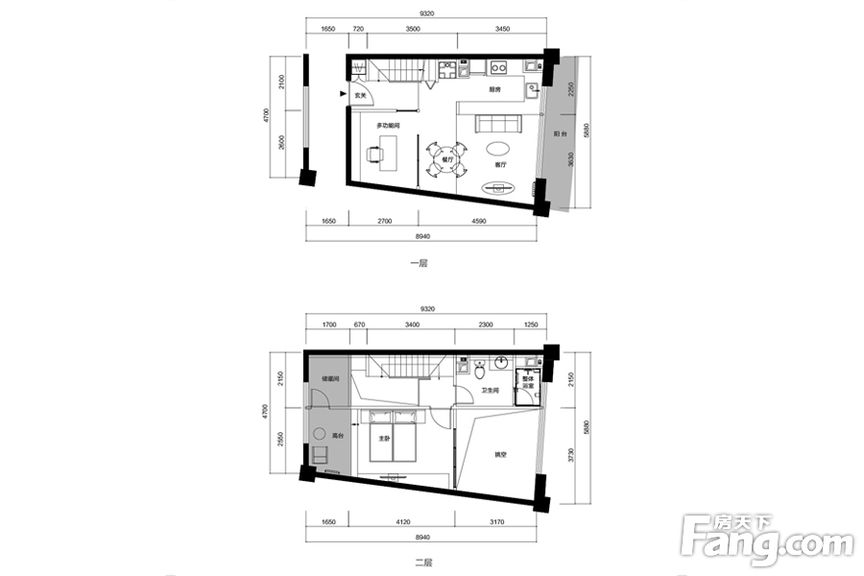 9320
1650 720 3500 3450
2100
4700
2600
玄关
厨房
多功能间
餐厅
客厅
阳台
2250
5880
3630
1650 2700 4590
8940
一层
9320
1700 670 3400 2300 1250
2150
4700
2550
储藏间
卫生间
整体
浴室
露台
主卧
挑空
2150
5880
3730
1650 4120 3170
8940
二层
房天下
Fang.com